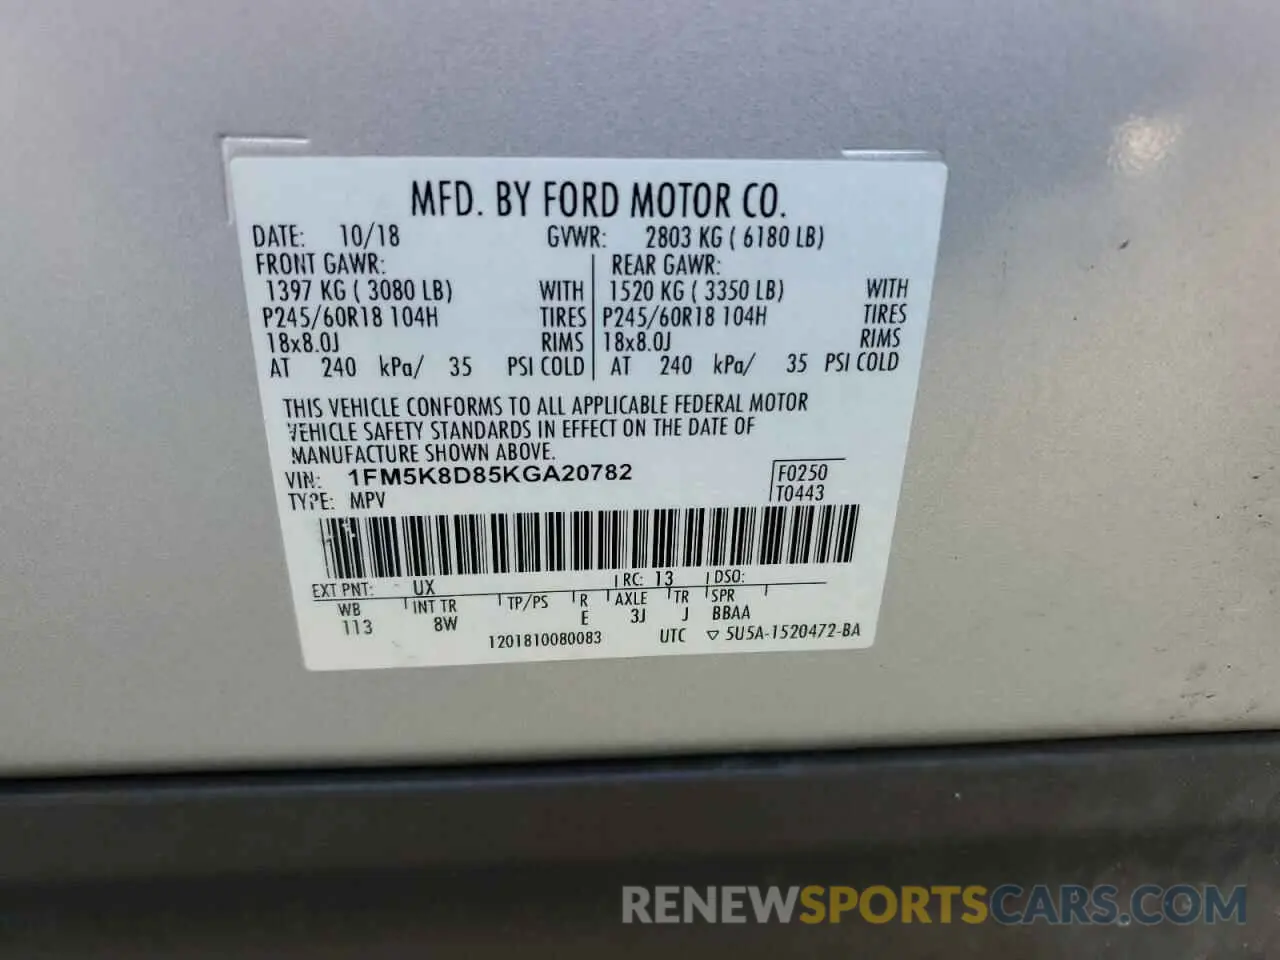 MFD. BY FORD MOTOR CO.
DATE: 10/18 GVWR: 2803 KG ( 6180 LB)
FRONT GAWR: REAR GAWR:
1397 KG ( 3080 LB) WITH 1520 KG ( 3350 LB) WITH
P245/60R18 104H TIRES P245/60R18 104H TIRES
18x8.0J RIMS 18x8.0J RIMS
AT 240 kPa/ 35 PSI COLD AT 240 kPa/ 35 PSI COLD
THIS VEHICLE CONFORMS TO ALL APPLICABLE FEDERAL MOTOR
VEHICLE SAFETY STANDARDS IN EFFECT ON THE DATE OF
MANUFACTURE SHOWN ABOVE.
VIN: 1FM5K8D85KGA20782 F0250
TYPE: MPV T0443
EXT PNT: UX RC: 13 DSO:
WB INT TR TP/PS R AXLE TR SPR
113 8W E 3J J BBAA
1201810080083 UTC ▽ 5U5A-1520472-BA
RENEWSPORTSCARS.COM